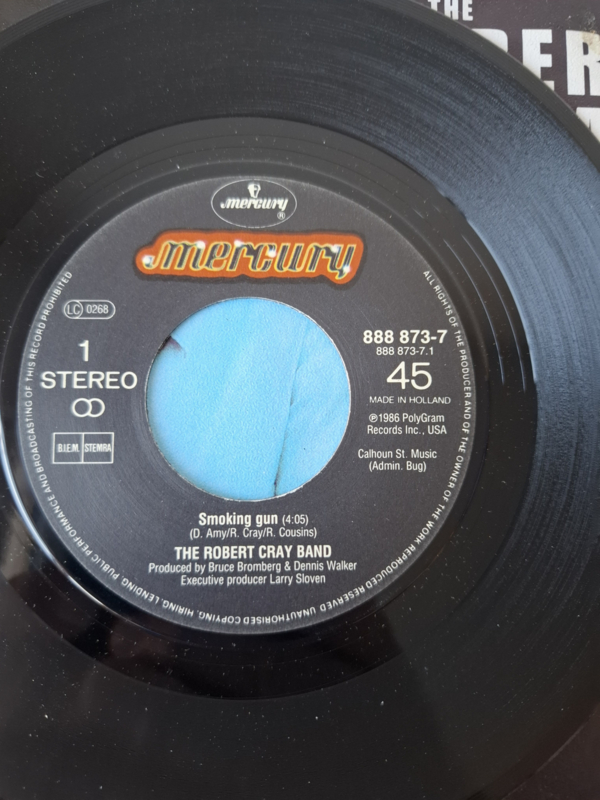 THE
mercury
®
mercury
LC 0268
1
STEREO
B.I.E.M. STEMRA
888 873-7
888 873-7.1
45
MADE IN HOLLAND
℗1986 PolyGram
Records Inc., USA
Calhoun St. Music
(Admin. Bug)
Smoking gun (4:05)
(D. Amy/R. Cray/R. Cousins)
THE ROBERT CRAY BAND
Produced by Bruce Bromberg & Dennis Walker
Executive producer Larry Sloven
ALL RIGHTS OF THE PRODUCER AND OF THE OWNER OF THE WORK REPRODUCED RESERVED UNAUTHORISED COPYING, HIRING, LENDING, PUBLIC PERFORMANCE AND BROADCASTING OF THIS RECORD PROHIBITED